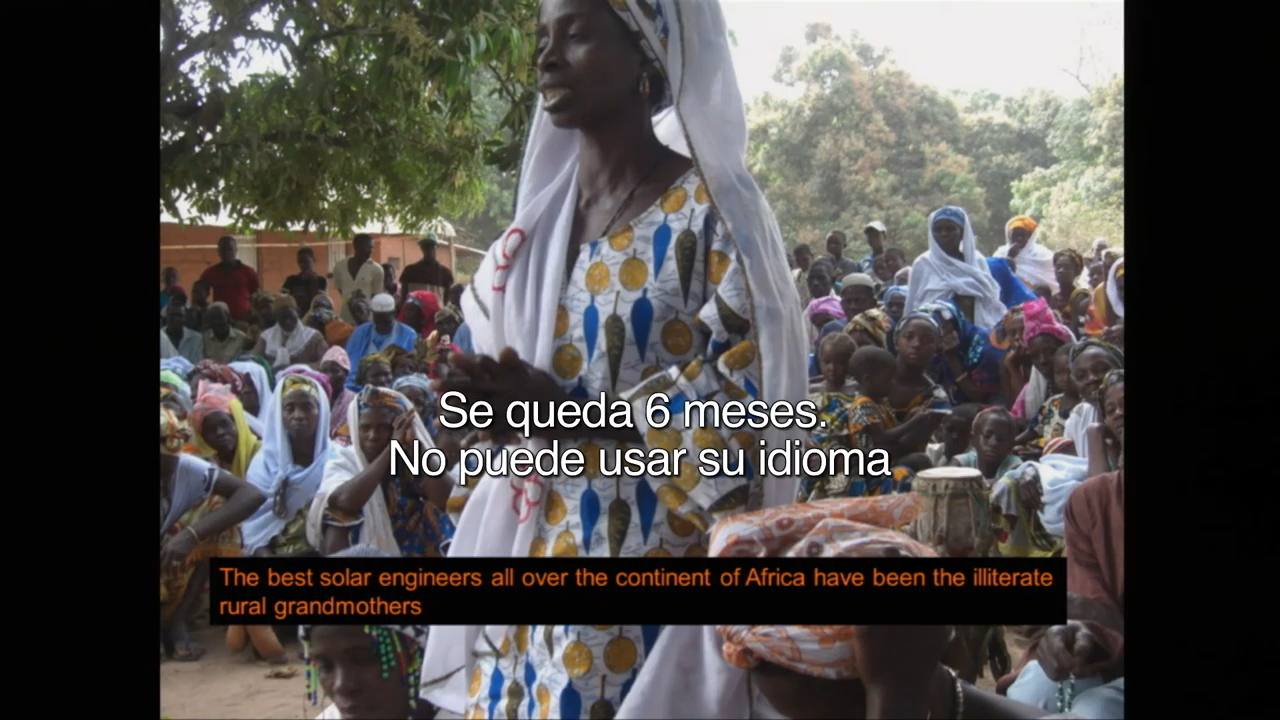 Se queda 6 meses.
No puede usar su idioma
The best solar engineers all over the continent of Africa have been the illiterate
rural grandmothers